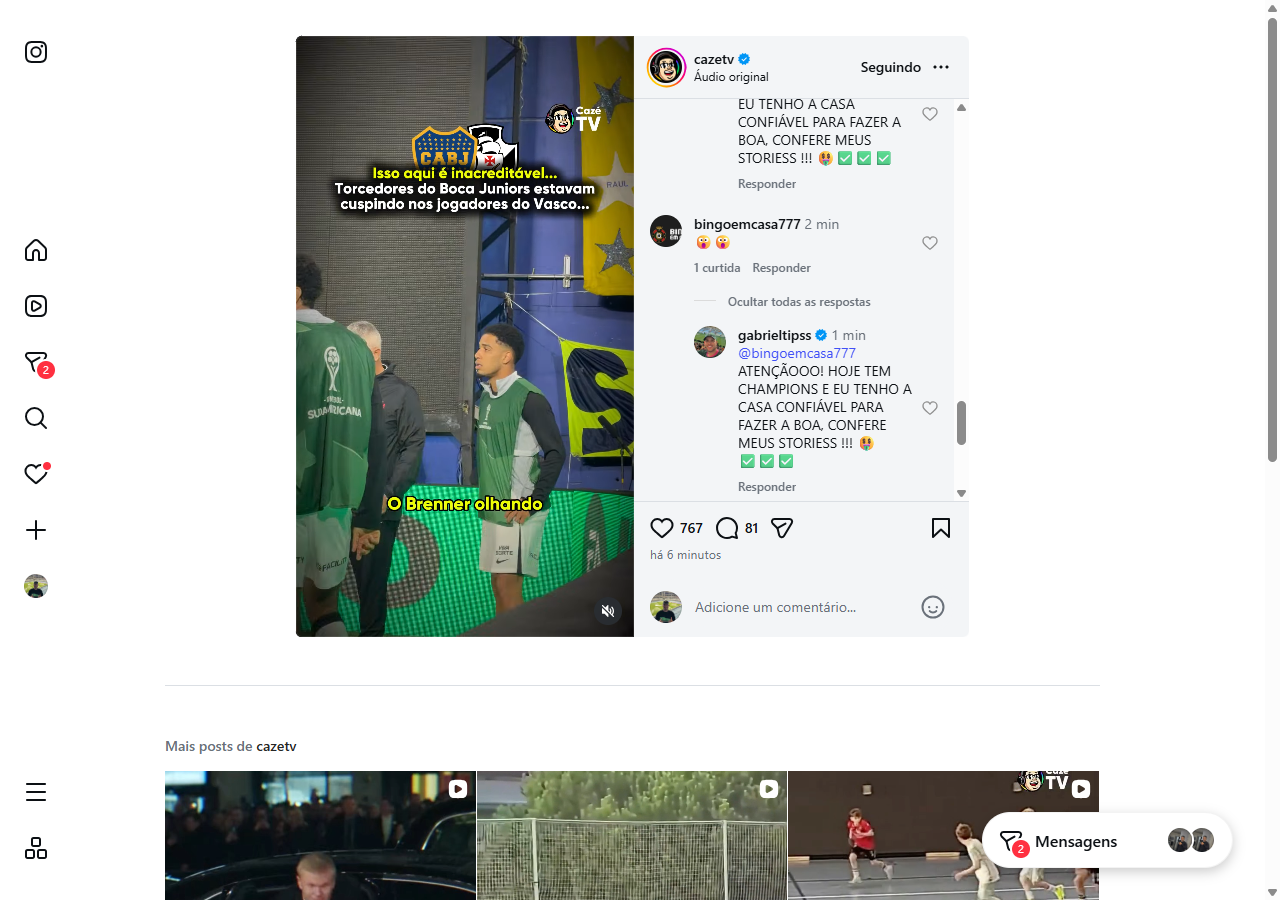 Cazé
TV
CABJ
Isso aqui é inacreditável...
Torcedores do Boca Juniors estavam
cuspindo nos jogadores do Vasco...
RAUL
SUDAMERICANA
O Brenner olhando
cazetv
Áudio original
Seguindo
EU TENHO A CASA
CONFIÁVEL PARA FAZER A
BOA, CONFERE MEUS
STORIESS !!! 🤑 ✅ ✅ ✅
Responder
bingoemcasa777 2 min
😱 😱
1 curtida Responder
Ocultar todas as respostas
gabrieltipss 1 min
@bingoemcasa777
ATENÇÃOOO! HOJE TEM
CHAMPIONS E EU TENHO A
CASA CONFIÁVEL PARA
FAZER A BOA, CONFERE
MEUS STORIESS !!! 🤑
✅ ✅ ✅
Responder
767 81
há 6 minutos
Adicione um comentário...
2
Mais posts de cazetv
TV
2
Mensagens